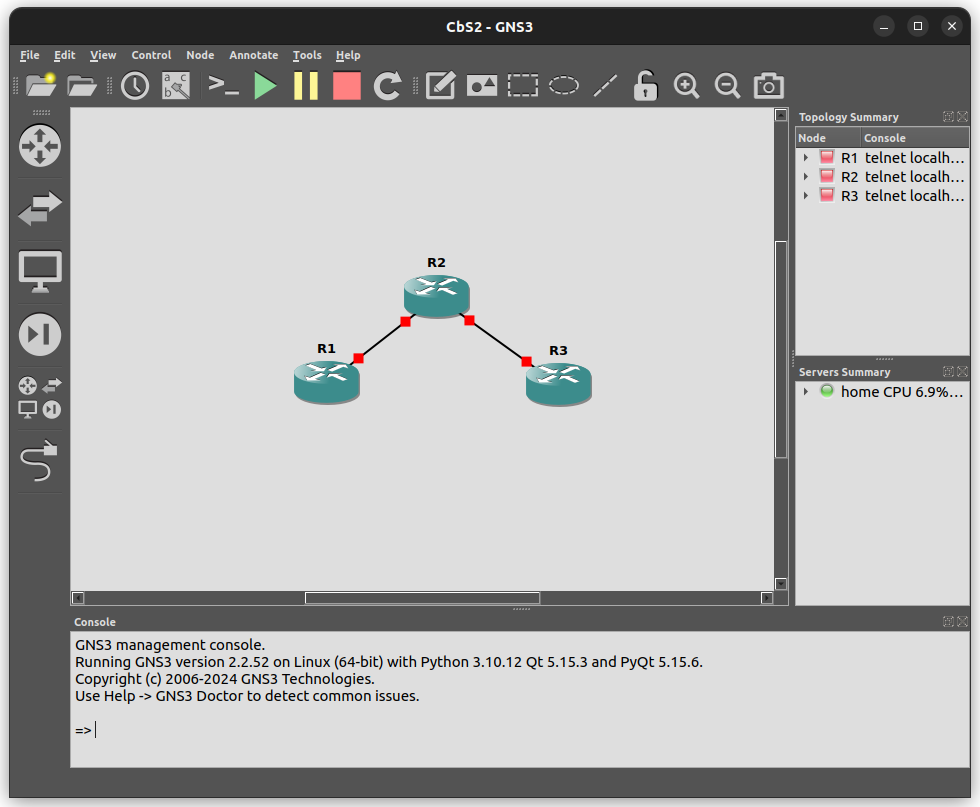 CbS2 - GNS3
File Edit View Control Node Annotate Tools Help
a c
b
>_
Topology Summary
Node Console
R1 telnet localh...
R2 telnet localh...
R3 telnet localh...
R2
R1
R3
Servers Summary
home CPU 6.9%...
Console
GNS3 management console.
Running GNS3 version 2.2.52 on Linux (64-bit) with Python 3.10.12 Qt 5.15.3 and PyQt 5.15.6.
Copyright (c) 2006-2024 GNS3 Technologies.
Use Help -> GNS3 Doctor to detect common issues.
=>